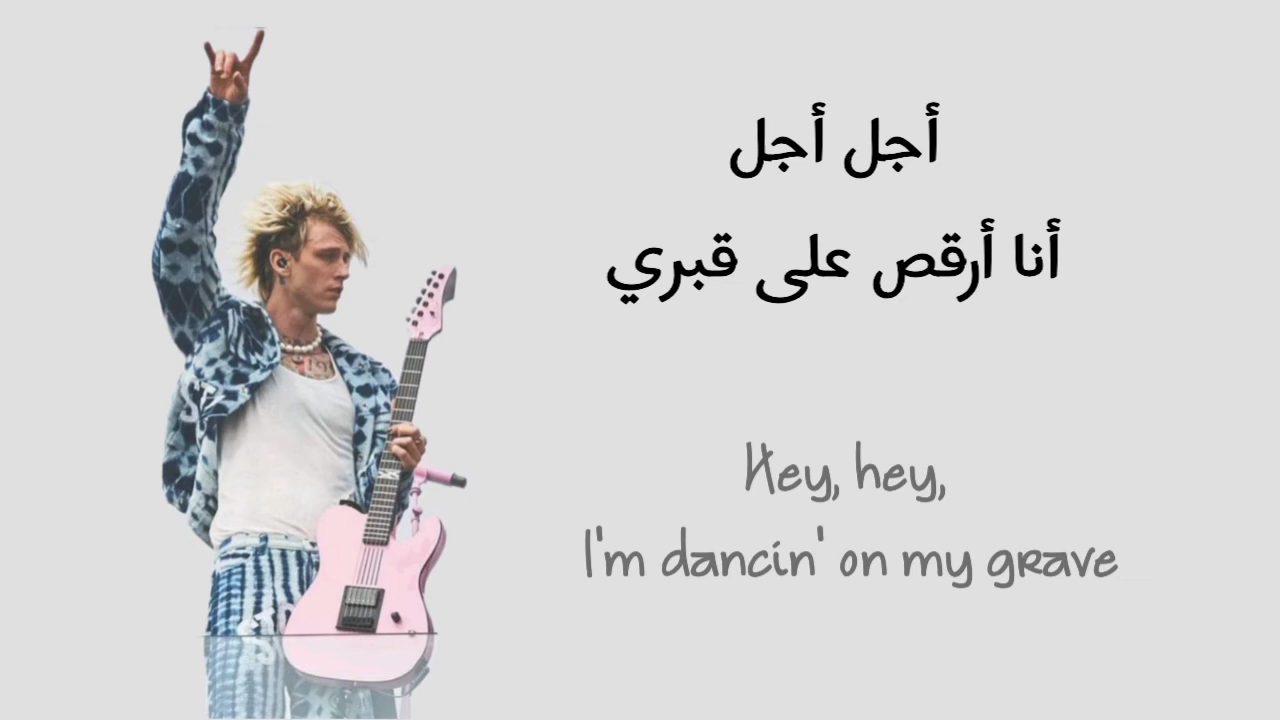 أجل أجل
أنا أرقص على قبري
Hey, hey,
I'm dancin' on my grave